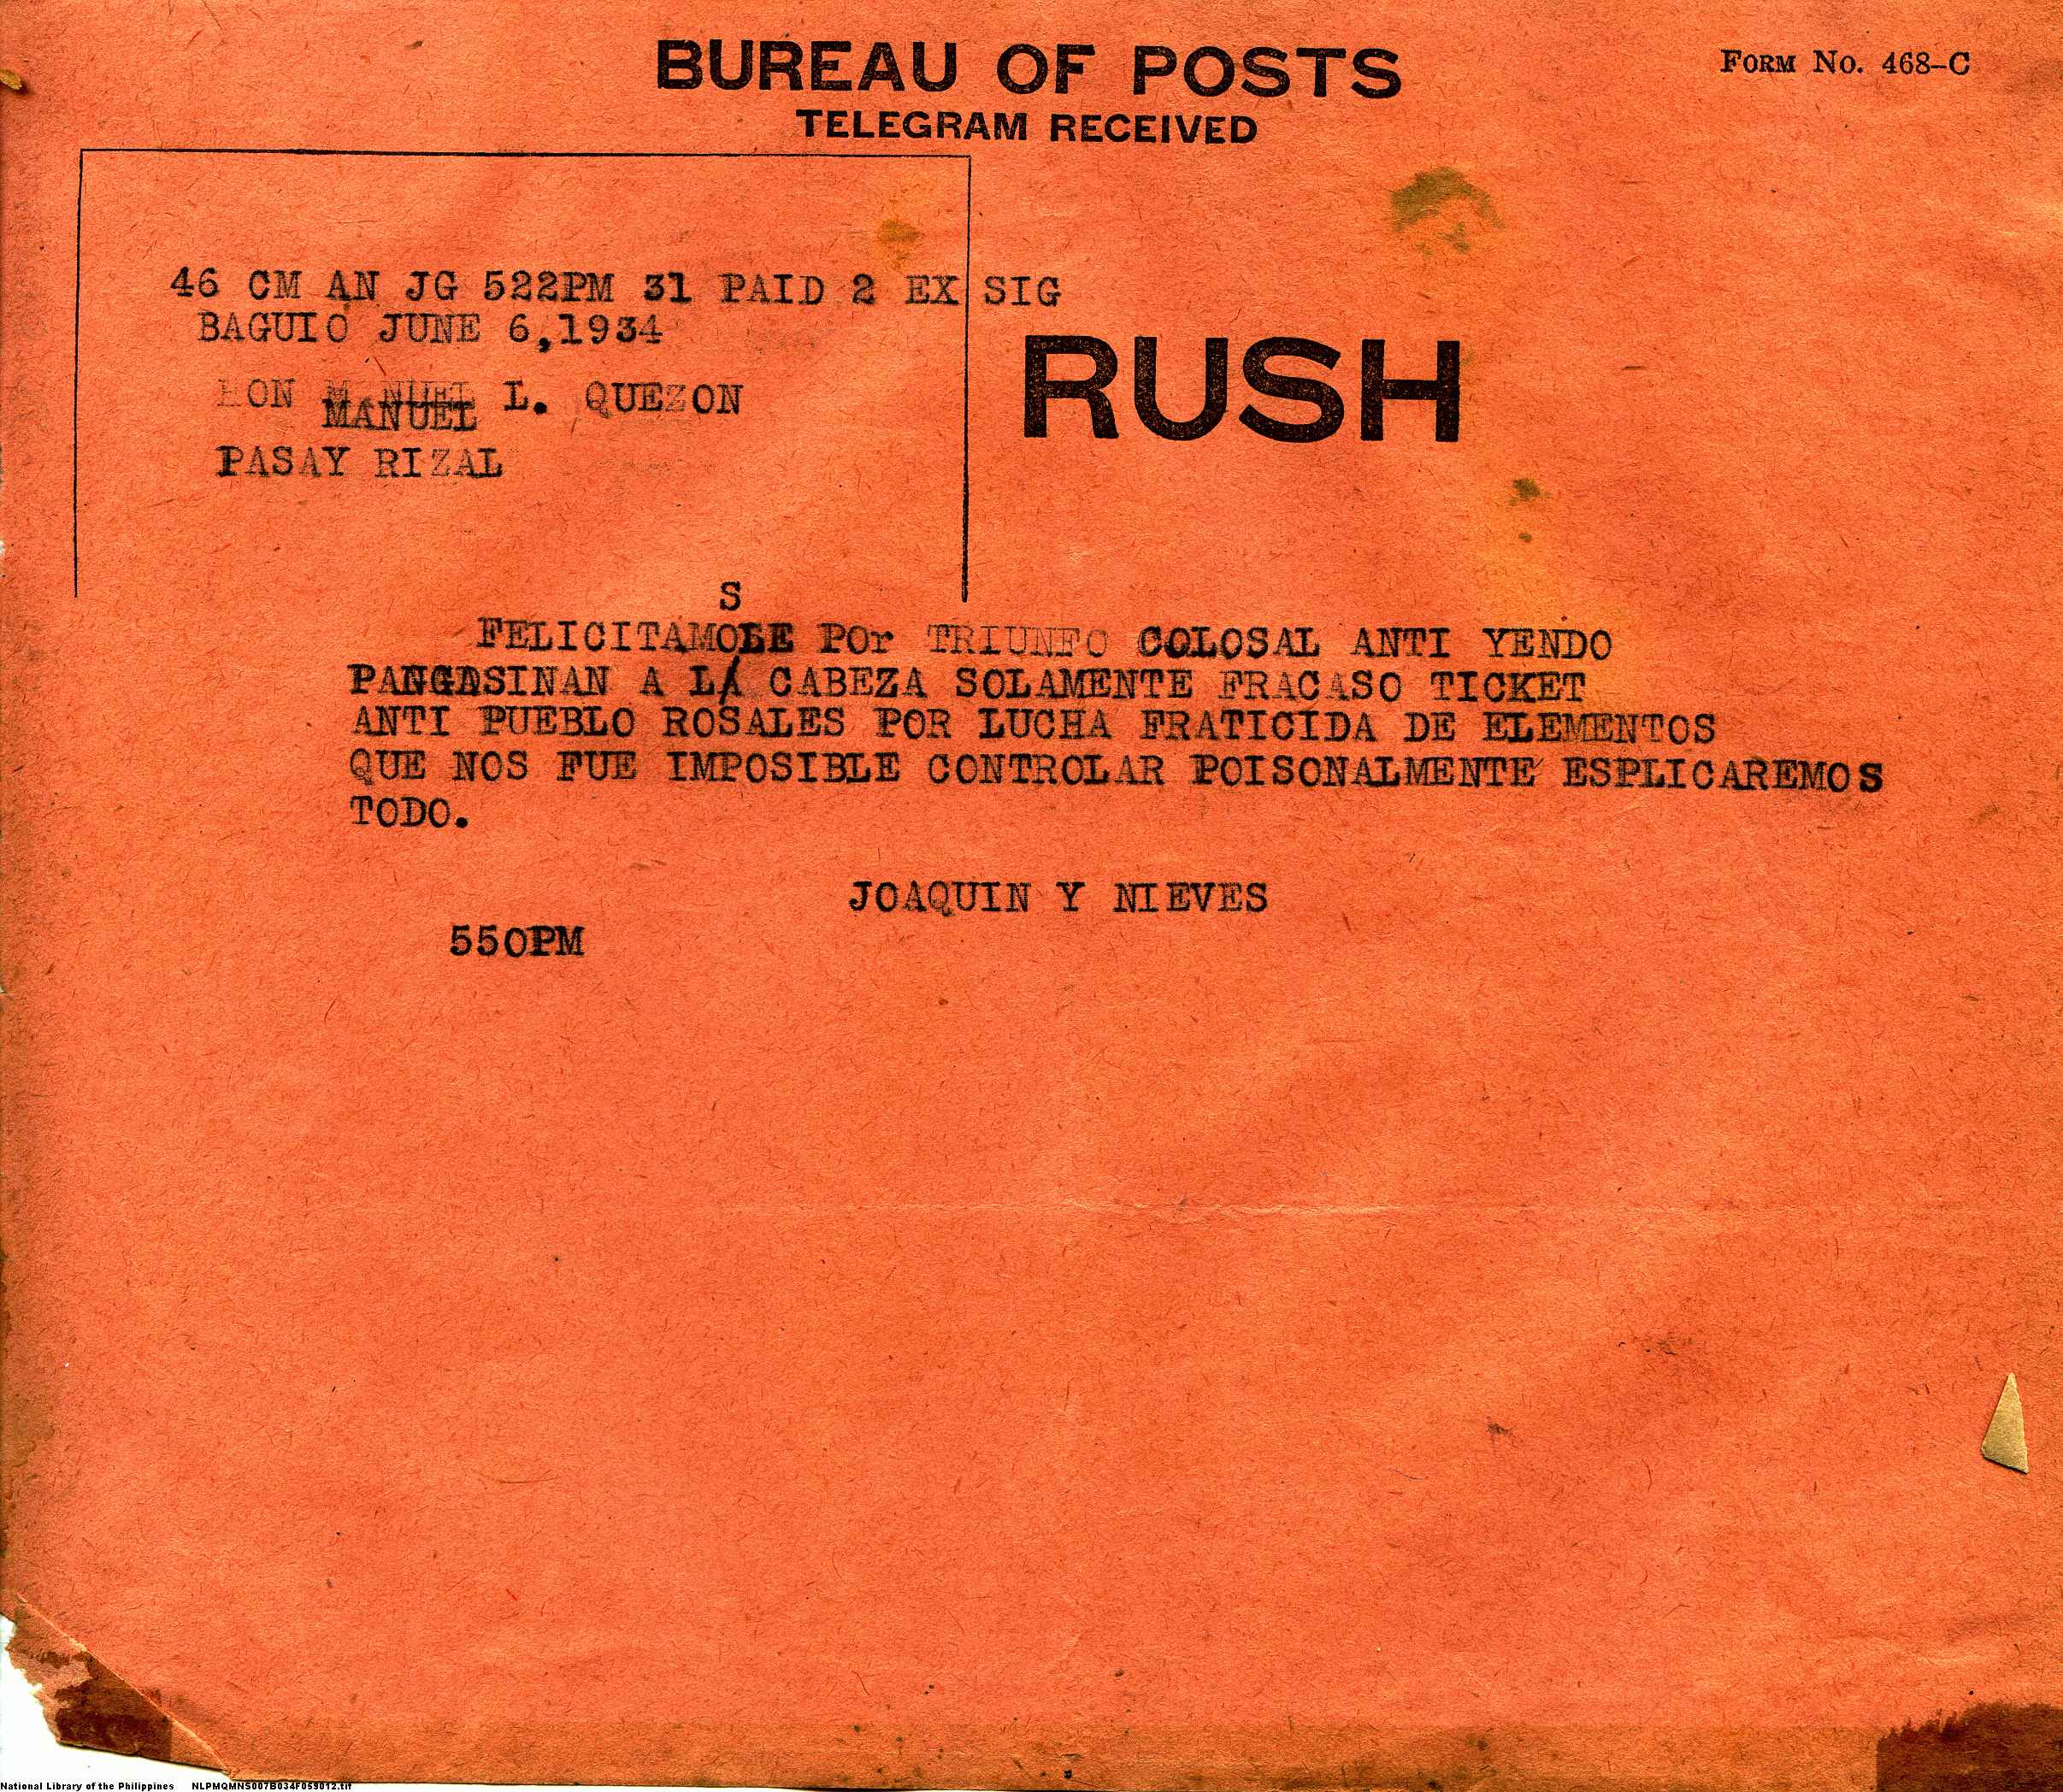 BUREAU OF POSTS
FORM NO. 468-C
TELEGRAM RECEIVED
46 CM AN JG 522PM 31 PAID 2 EX SIG
BAGUIO JUNE 6,1934
RUSH
HON MANUEL L. QUEZON
MANUEL
PASAY RIZAL
S
FELICITAMOLE POr TRIUNFO COLOSAL ANTI YENDO
PANGASINAN A LA CABEZA SOLAMENTE FRACASO TICKET
ANTI PUEBLO ROSALES POR LUCHA FRATICIDA DE ELEMENTOS
QUE NOS FUE IMPOSIBLE CONTROLAR POISONALMENTE ESPLICAREMOS
TODO.
JOAQUIN Y NIEVES
550PM
National Library of the Philippines NLPMQMNS007B034F059012.tif